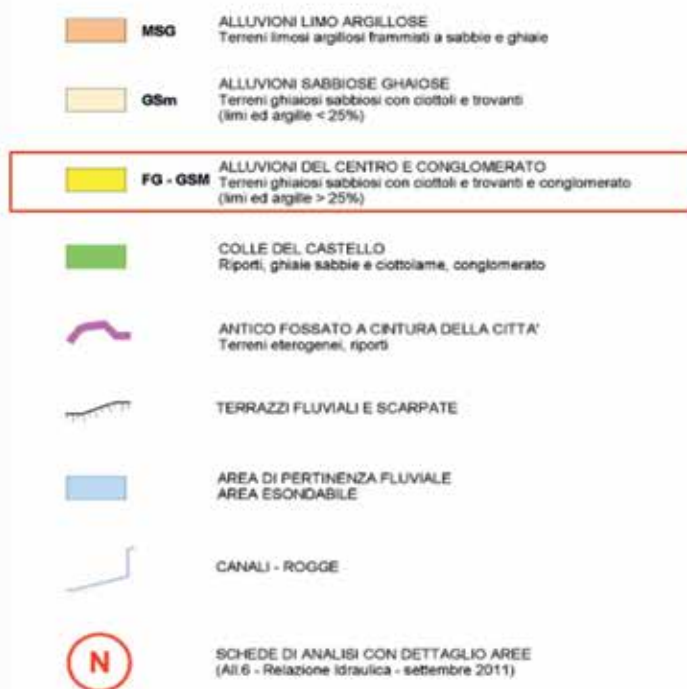 MSG ALLUVIONI LIMO ARGILLOSE
Terreni limosi argillosi frammisti a sabbie e ghiaie
GSm ALLUVIONI SABBIOSE GHAIOSE
Terreni ghiaiosi sabbiosi con ciottoli e trovanti
(limi ed argille < 25%)
FG - GSM ALLUVIONI DEL CENTRO E CONGLOMERATO
Terreni ghiaiosi sabbiosi con ciottoli e trovanti e conglomerato
(limi ed argille > 25%)
COLLE DEL CASTELLO
Riporti, ghiaie sabbie e ciottolame, conglomerato
ANTICO FOSSATO A CINTURA DELLA CITTA'
Terreni eterogenei, riporti
TERRAZZI FLUVIALI E SCARPATE
AREA DI PERTINENZA FLUVIALE
AREA ESONDABILE
CANALI - ROGGE
N SCHEDE DI ANALISI CON DETTAGLIO AREE
(All.6 - Relazione Idraulica - settembre 2011)